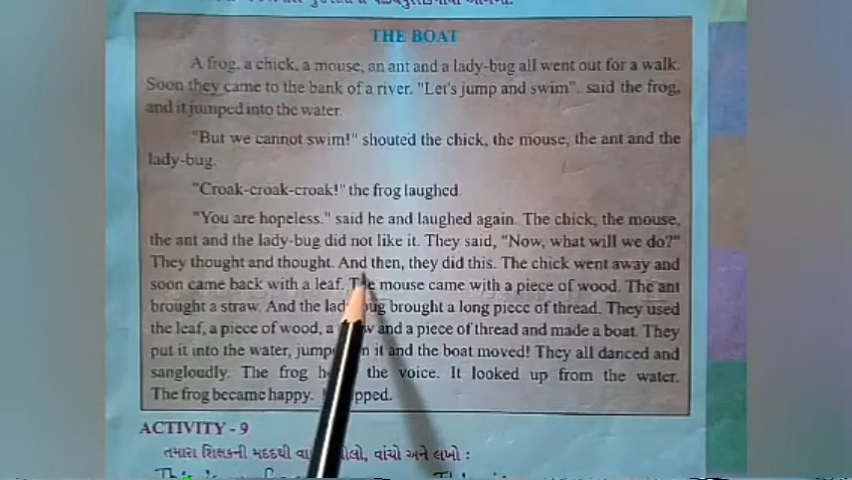 THE BOAT
A frog, a chick, a mouse, an ant and a lady-bug all went out for a walk.
Soon they came to the bank of a river. "Let's jump and swim". said the frog,
and it jumped into the water.
"But we cannot swim!" shouted the chick, the mouse, the ant and the
lady-bug.
"Croak-croak-croak!" the frog laughed.
"You are hopeless." said he and laughed again. The chick, the mouse,
the ant and the lady-bug did not like it. They said, "Now, what will we do?"
They thought and thought. And then, they did this. The chick went away and
soon came back with a leaf. The mouse came with a piece of wood. The ant
brought a straw. And the lady-bug brought a long piece of thread. They used
the leaf, a piece of wood, a and a piece of thread and made a boat. They
put it into the water, it and the boat moved! They all danced and
sangloudly. The frog the voice. It looked up from the water.
The frog became happy.
ACTIVITY - 9
તમારા શિક્ષકની મદદથી વાંચો અને લખો :